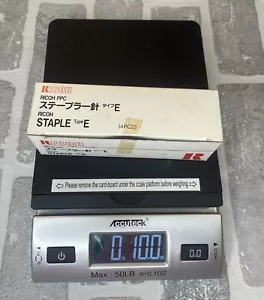 RICOH
RICOH PPC
ステープラー針 タイプE
RICOH
STAPLE Type E
(4PCS)
Please remove the card-board under the scale platform before weighing.
Accuteck
0.10.0
0.0
Max: 50LB d=0.1OZ